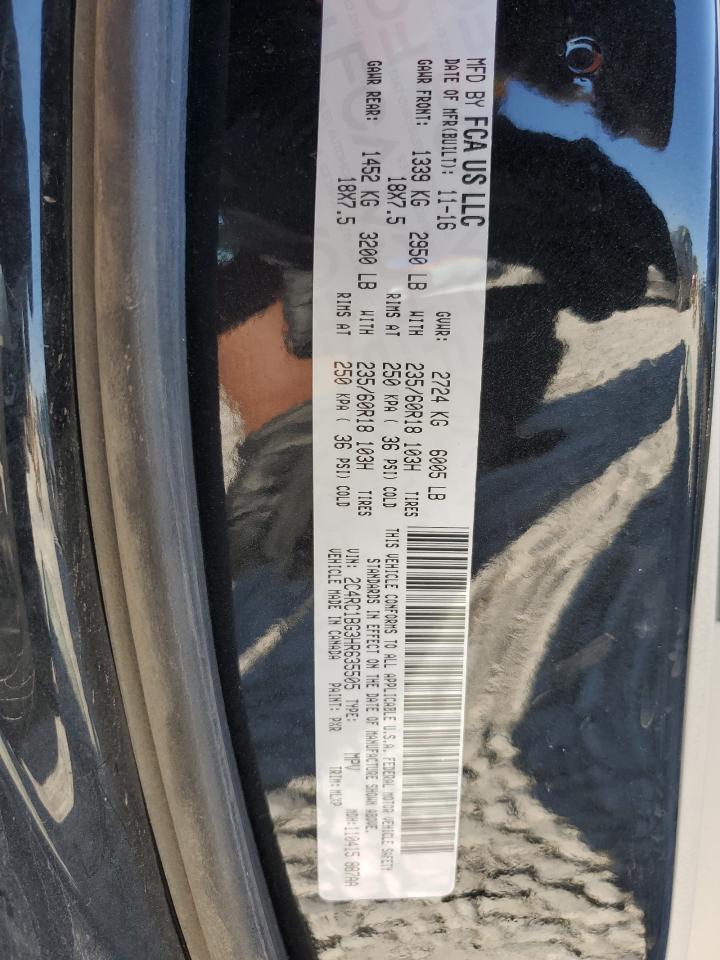 MFD BY FCA US LLC
DATE OF MFR(BUILT): 11-16 GVWR: 2724 KG 6005 LB
GAWR FRONT: 1339 KG 2950 LB WITH 235/60R18 103H TIRES
18X7.5 RIMS AT 250 KPA ( 36 PSI) COLD
GAWR REAR: 1452 KG 3200 LB WITH 235/60R18 103H TIRES
18X7.5 RIMS AT 250 KPA ( 36 PSI) COLD
THIS VEHICLE CONFORMS TO ALL APPLICABLE U.S.A. FEDERAL MOTOR VEHICLE SAFETY
STANDARDS IN EFFECT ON THE DATE OF MANUFACTURE SHOWN ABOVE.
VIN: 2C4RC1BG3HR635505 TYPE: MPV MDH:110415 887AA
VEHICLE MADE IN CANADA PAINT: PXR TRIM: